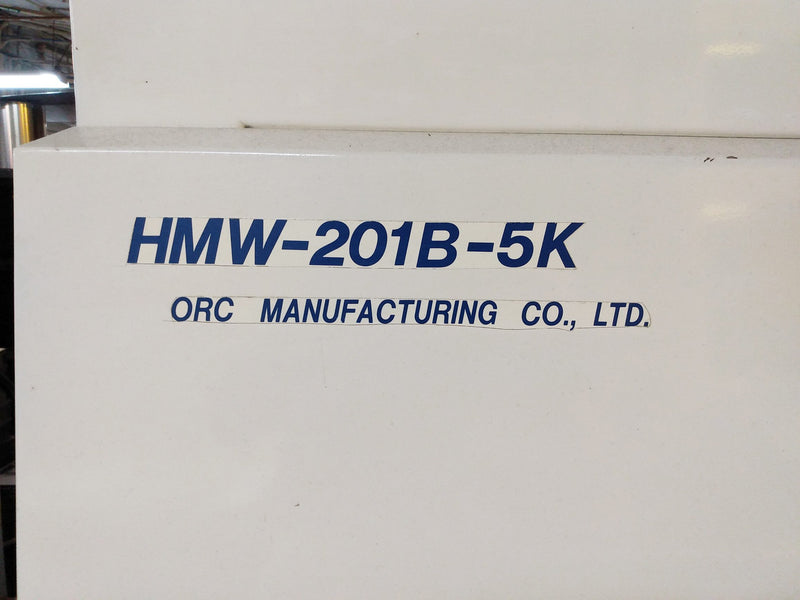 HMW-201B-5K
ORC MANUFACTURING CO., LTD.